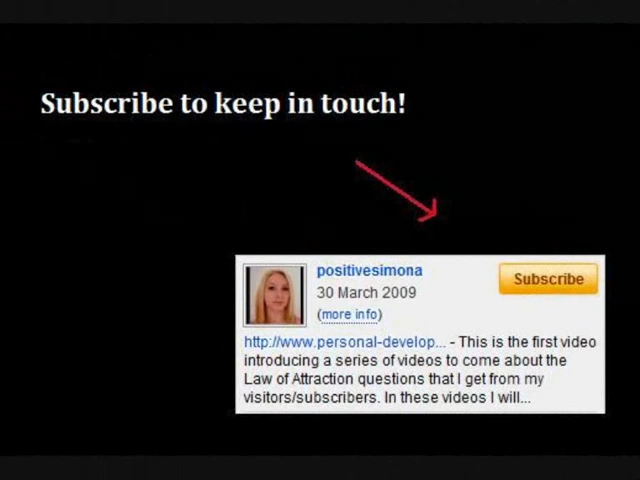 Subscribe to keep in touch!
positivesimona
Subscribe
30 March 2009
(more info)
http://www.personal-develop... - This is the first video
introducing a series of videos to come about the
Law of Attraction questions that I get from my
visitors/subscribers. In these videos I will...